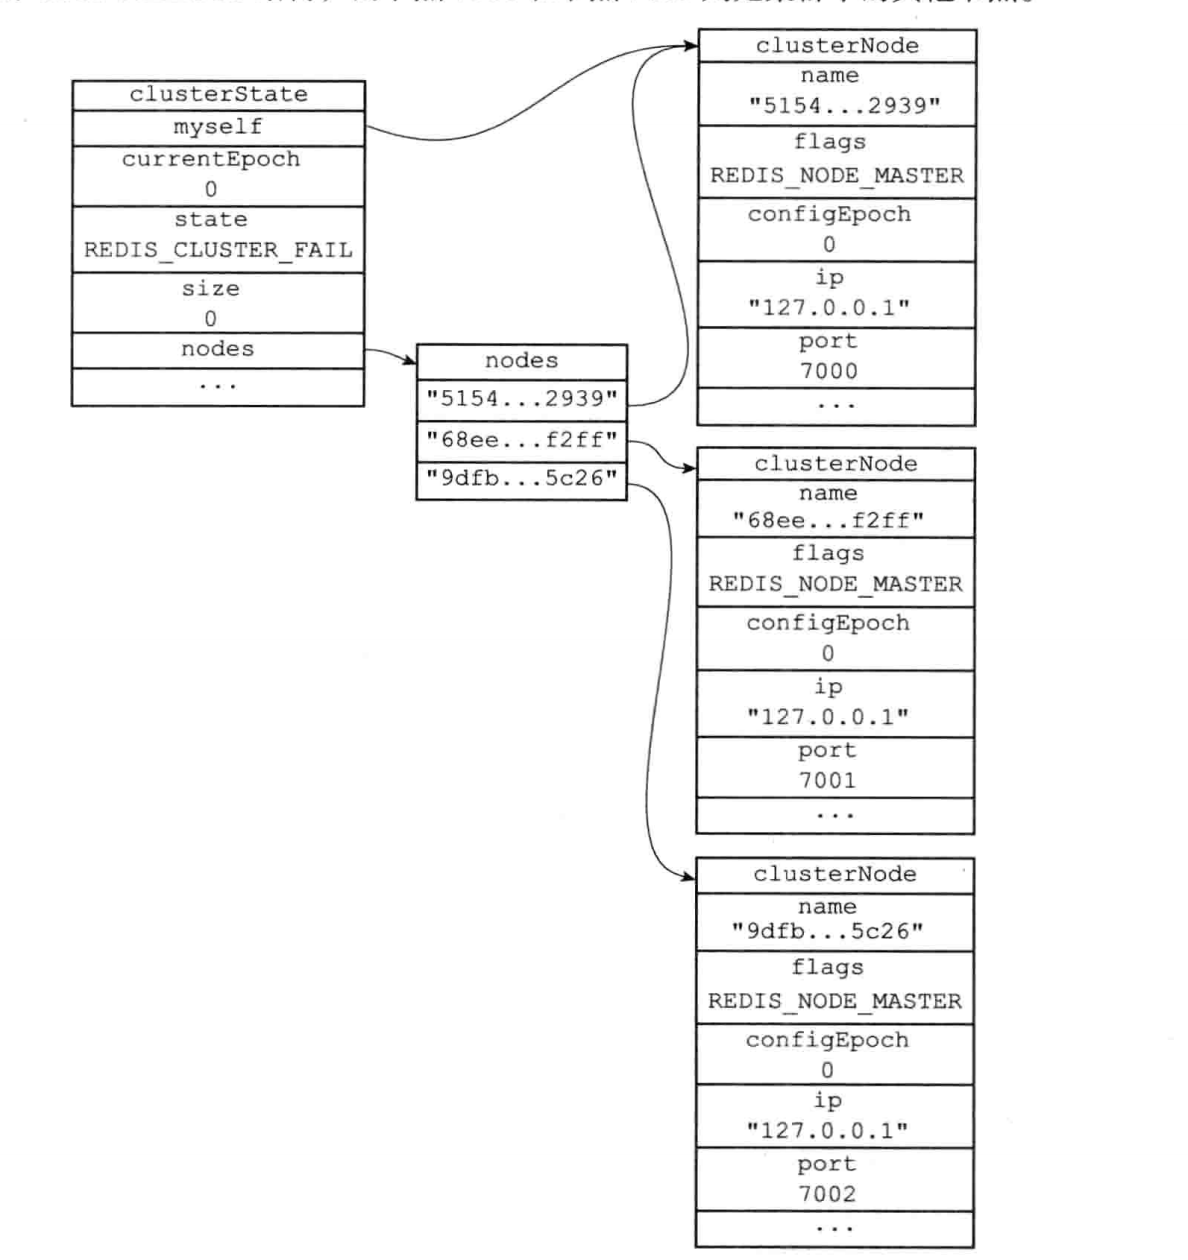 clusterState
myself
currentEpoch
0
state
REDIS_CLUSTER_FAIL
size
0
nodes
...
nodes
"5154...2939"
"68ee...f2ff"
"9dfb...5c26"
clusterNode
name
"5154...2939"
flags
REDIS_NODE_MASTER
configEpoch
0
ip
"127.0.0.1"
port
7000
...
clusterNode
name
"68ee...f2ff"
flags
REDIS_NODE_MASTER
configEpoch
0
ip
"127.0.0.1"
port
7001
...
clusterNode
name
"9dfb...5c26"
flags
REDIS_NODE_MASTER
configEpoch
0
ip
"127.0.0.1"
port
7002
...